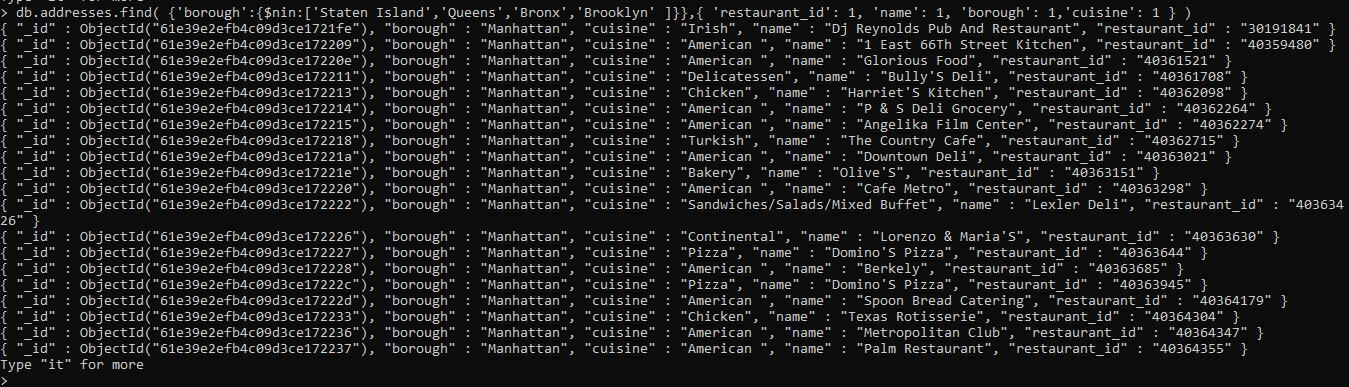 > db.addresses.find( {'borough':{$nin:['Staten Island','Queens','Bronx','Brooklyn' ]}},{ 'restaurant_id': 1, 'name': 1, 'borough': 1,'cuisine': 1 } )
{ "_id" : ObjectId("61e39e2efb4c09d3ce1721fe"), "borough" : "Manhattan", "cuisine" : "Irish", "name" : "Dj Reynolds Pub And Restaurant", "restaurant_id" : "30191841" }
{ "_id" : ObjectId("61e39e2efb4c09d3ce172209"), "borough" : "Manhattan", "cuisine" : "American ", "name" : "1 East 66Th Street Kitchen", "restaurant_id" : "40359480" }
{ "_id" : ObjectId("61e39e2efb4c09d3ce17220e"), "borough" : "Manhattan", "cuisine" : "American ", "name" : "Glorious Food", "restaurant_id" : "40361521" }
{ "_id" : ObjectId("61e39e2efb4c09d3ce172211"), "borough" : "Manhattan", "cuisine" : "Delicatessen", "name" : "Bully'S Deli", "restaurant_id" : "40361708" }
{ "_id" : ObjectId("61e39e2efb4c09d3ce172213"), "borough" : "Manhattan", "cuisine" : "Chicken", "name" : "Harriet'S Kitchen", "restaurant_id" : "40362098" }
{ "_id" : ObjectId("61e39e2efb4c09d3ce172214"), "borough" : "Manhattan", "cuisine" : "American ", "name" : "P & S Deli Grocery", "restaurant_id" : "40362264" }
{ "_id" : ObjectId("61e39e2efb4c09d3ce172215"), "borough" : "Manhattan", "cuisine" : "American ", "name" : "Angelika Film Center", "restaurant_id" : "40362274" }
{ "_id" : ObjectId("61e39e2efb4c09d3ce172218"), "borough" : "Manhattan", "cuisine" : "Turkish", "name" : "The Country Cafe", "restaurant_id" : "40362715" }
{ "_id" : ObjectId("61e39e2efb4c09d3ce17221a"), "borough" : "Manhattan", "cuisine" : "American ", "name" : "Downtown Deli", "restaurant_id" : "40363021" }
{ "_id" : ObjectId("61e39e2efb4c09d3ce17221e"), "borough" : "Manhattan", "cuisine" : "Bakery", "name" : "Olive'S", "restaurant_id" : "40363151" }
{ "_id" : ObjectId("61e39e2efb4c09d3ce172220"), "borough" : "Manhattan", "cuisine" : "American ", "name" : "Cafe Metro", "restaurant_id" : "40363298" }
{ "_id" : ObjectId("61e39e2efb4c09d3ce172222"), "borough" : "Manhattan", "cuisine" : "Sandwiches/Salads/Mixed Buffet", "name" : "Lexler Deli", "restaurant_id" : "403634
26" }
{ "_id" : ObjectId("61e39e2efb4c09d3ce172226"), "borough" : "Manhattan", "cuisine" : "Continental", "name" : "Lorenzo & Maria'S", "restaurant_id" : "40363630" }
{ "_id" : ObjectId("61e39e2efb4c09d3ce172227"), "borough" : "Manhattan", "cuisine" : "Pizza", "name" : "Domino'S Pizza", "restaurant_id" : "40363644" }
{ "_id" : ObjectId("61e39e2efb4c09d3ce172228"), "borough" : "Manhattan", "cuisine" : "American ", "name" : "Berkely", "restaurant_id" : "40363685" }
{ "_id" : ObjectId("61e39e2efb4c09d3ce17222c"), "borough" : "Manhattan", "cuisine" : "Pizza", "name" : "Domino'S Pizza", "restaurant_id" : "40363945" }
{ "_id" : ObjectId("61e39e2efb4c09d3ce17222d"), "borough" : "Manhattan", "cuisine" : "American ", "name" : "Spoon Bread Catering", "restaurant_id" : "40364179" }
{ "_id" : ObjectId("61e39e2efb4c09d3ce172233"), "borough" : "Manhattan", "cuisine" : "Chicken", "name" : "Texas Rotisserie", "restaurant_id" : "40364304" }
{ "_id" : ObjectId("61e39e2efb4c09d3ce172236"), "borough" : "Manhattan", "cuisine" : "American ", "name" : "Metropolitan Club", "restaurant_id" : "40364347" }
{ "_id" : ObjectId("61e39e2efb4c09d3ce172237"), "borough" : "Manhattan", "cuisine" : "American ", "name" : "Palm Restaurant", "restaurant_id" : "40364355" }
Type "it" for more
>